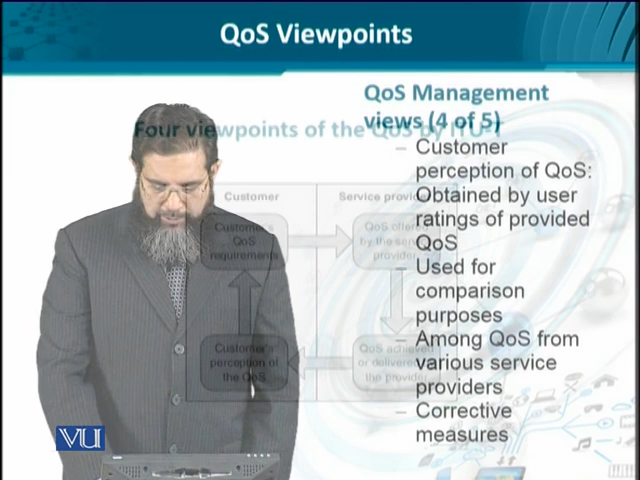 QoS Viewpoints
QoS Management
views (4 of 5)
Four viewpoints of the QoS by ITU-T
– Customer
perception of QoS:
Obtained by user
ratings of provided
QoS
– Used for
comparison
purposes
– Among QoS from
various service
providers
– Corrective
measures
Customer
Service provider
Customer's
QoS
requirements
QoS offered
by the service
provider
Customer's
perception of
the QoS
QoS achieved
or delivered by
the provider
VU